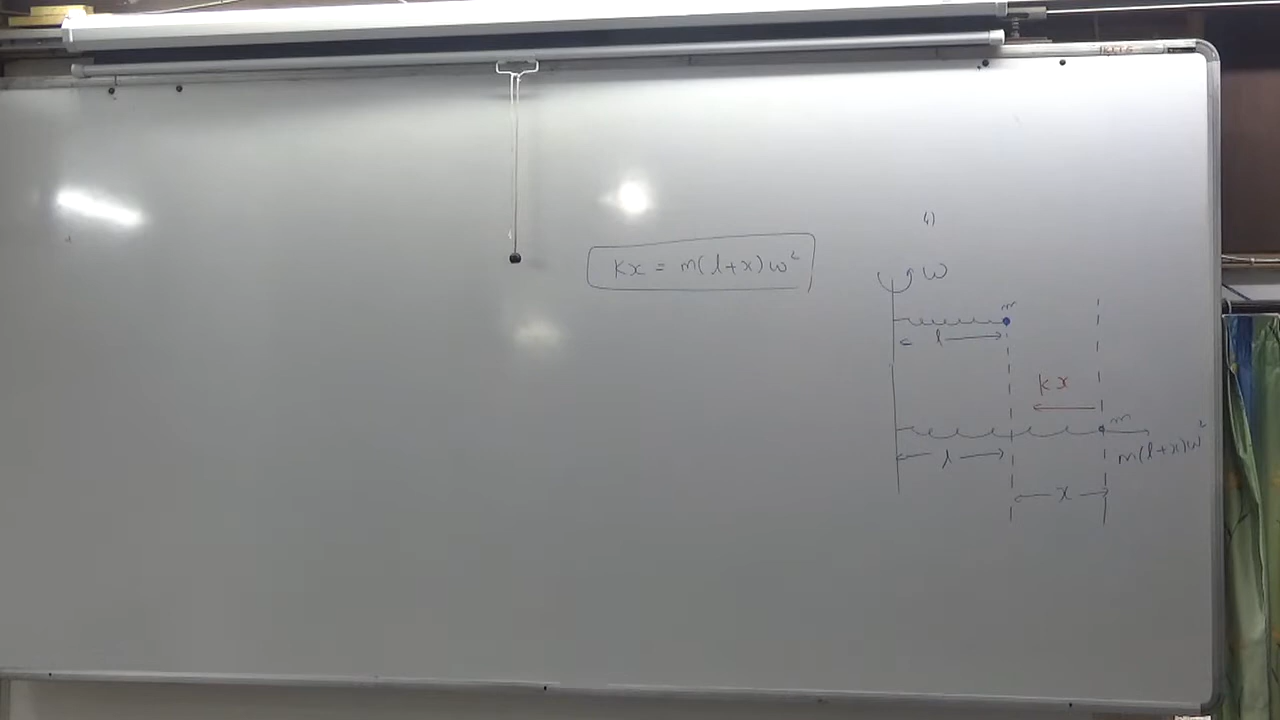 4)
Kx = m(l+x)ω²
ω
m
l
Kx
m
l
m(l+x)ω²
x